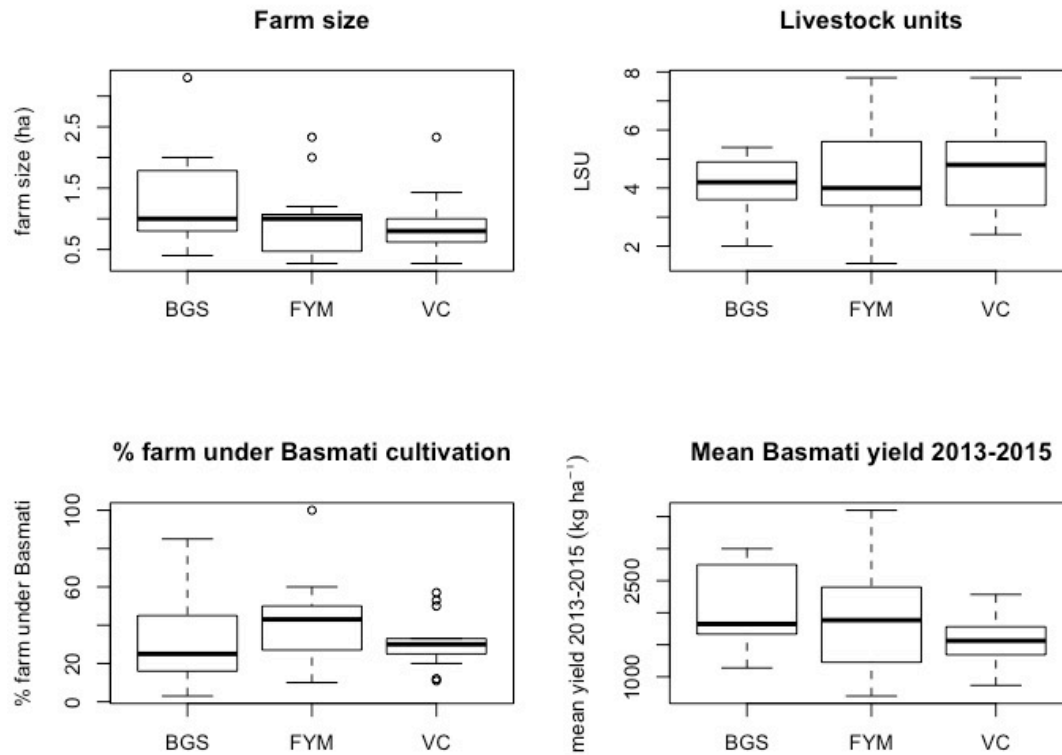 Farm size
farm size (ha)
2.5
1.5
0.5
BGS FYM VC
Livestock units
LSU
8
6
4
2
BGS FYM VC
% farm under Basmati cultivation
% farm under Basmati
100
60
20
0
BGS FYM VC
Mean Basmati yield 2013-2015
mean yield 2013-2015 (kg ha⁻¹)
2500
1000
BGS FYM VC